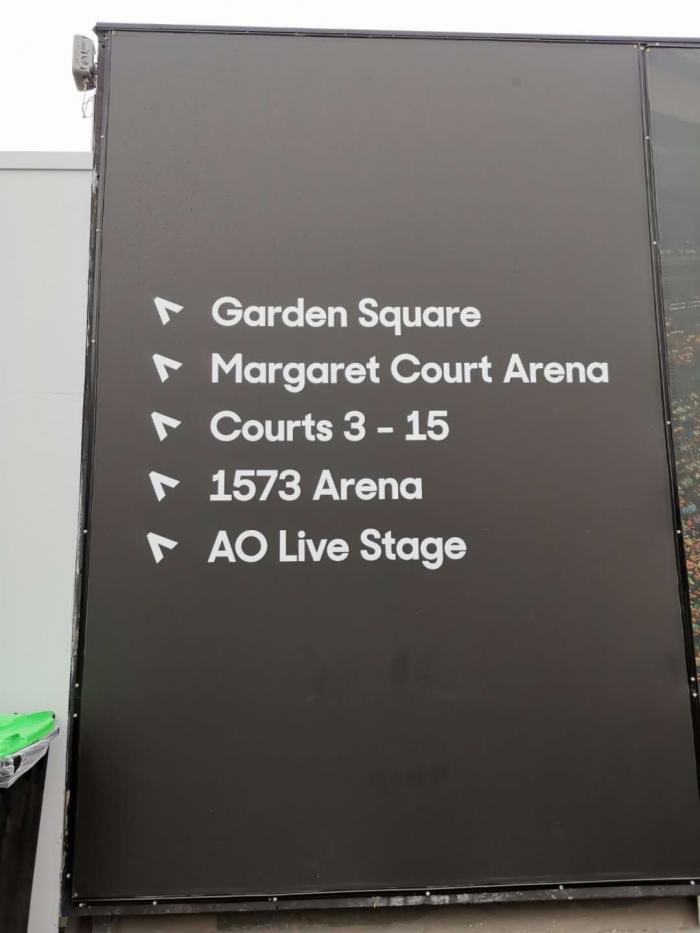 Garden Square
Margaret Court Arena
Courts 3 - 15
1573 Arena
AO Live Stage